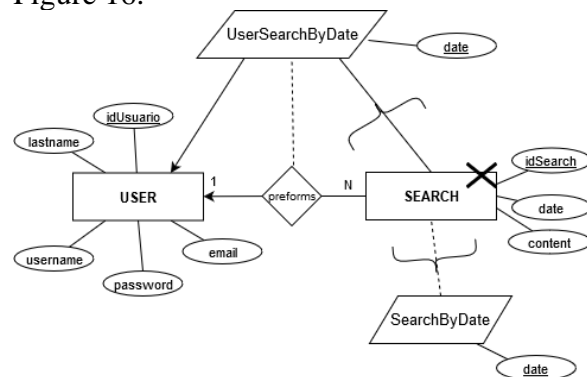 Figure 16.
UserSearchByDate
date
idUsuario
lastname
USER
username
password
email
1
preforms
N
SEARCH
idSearch
date
content
SearchByDate
date